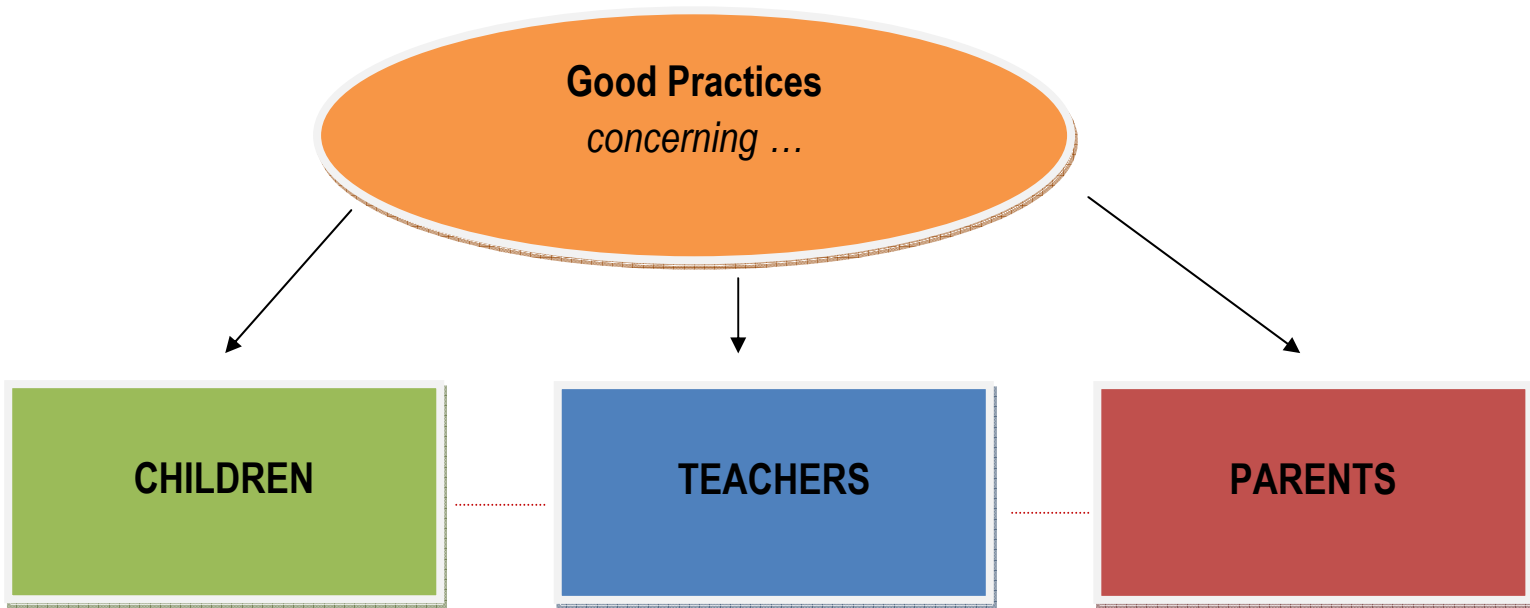 Good Practices
concerning …
CHILDREN
TEACHERS
PARENTS